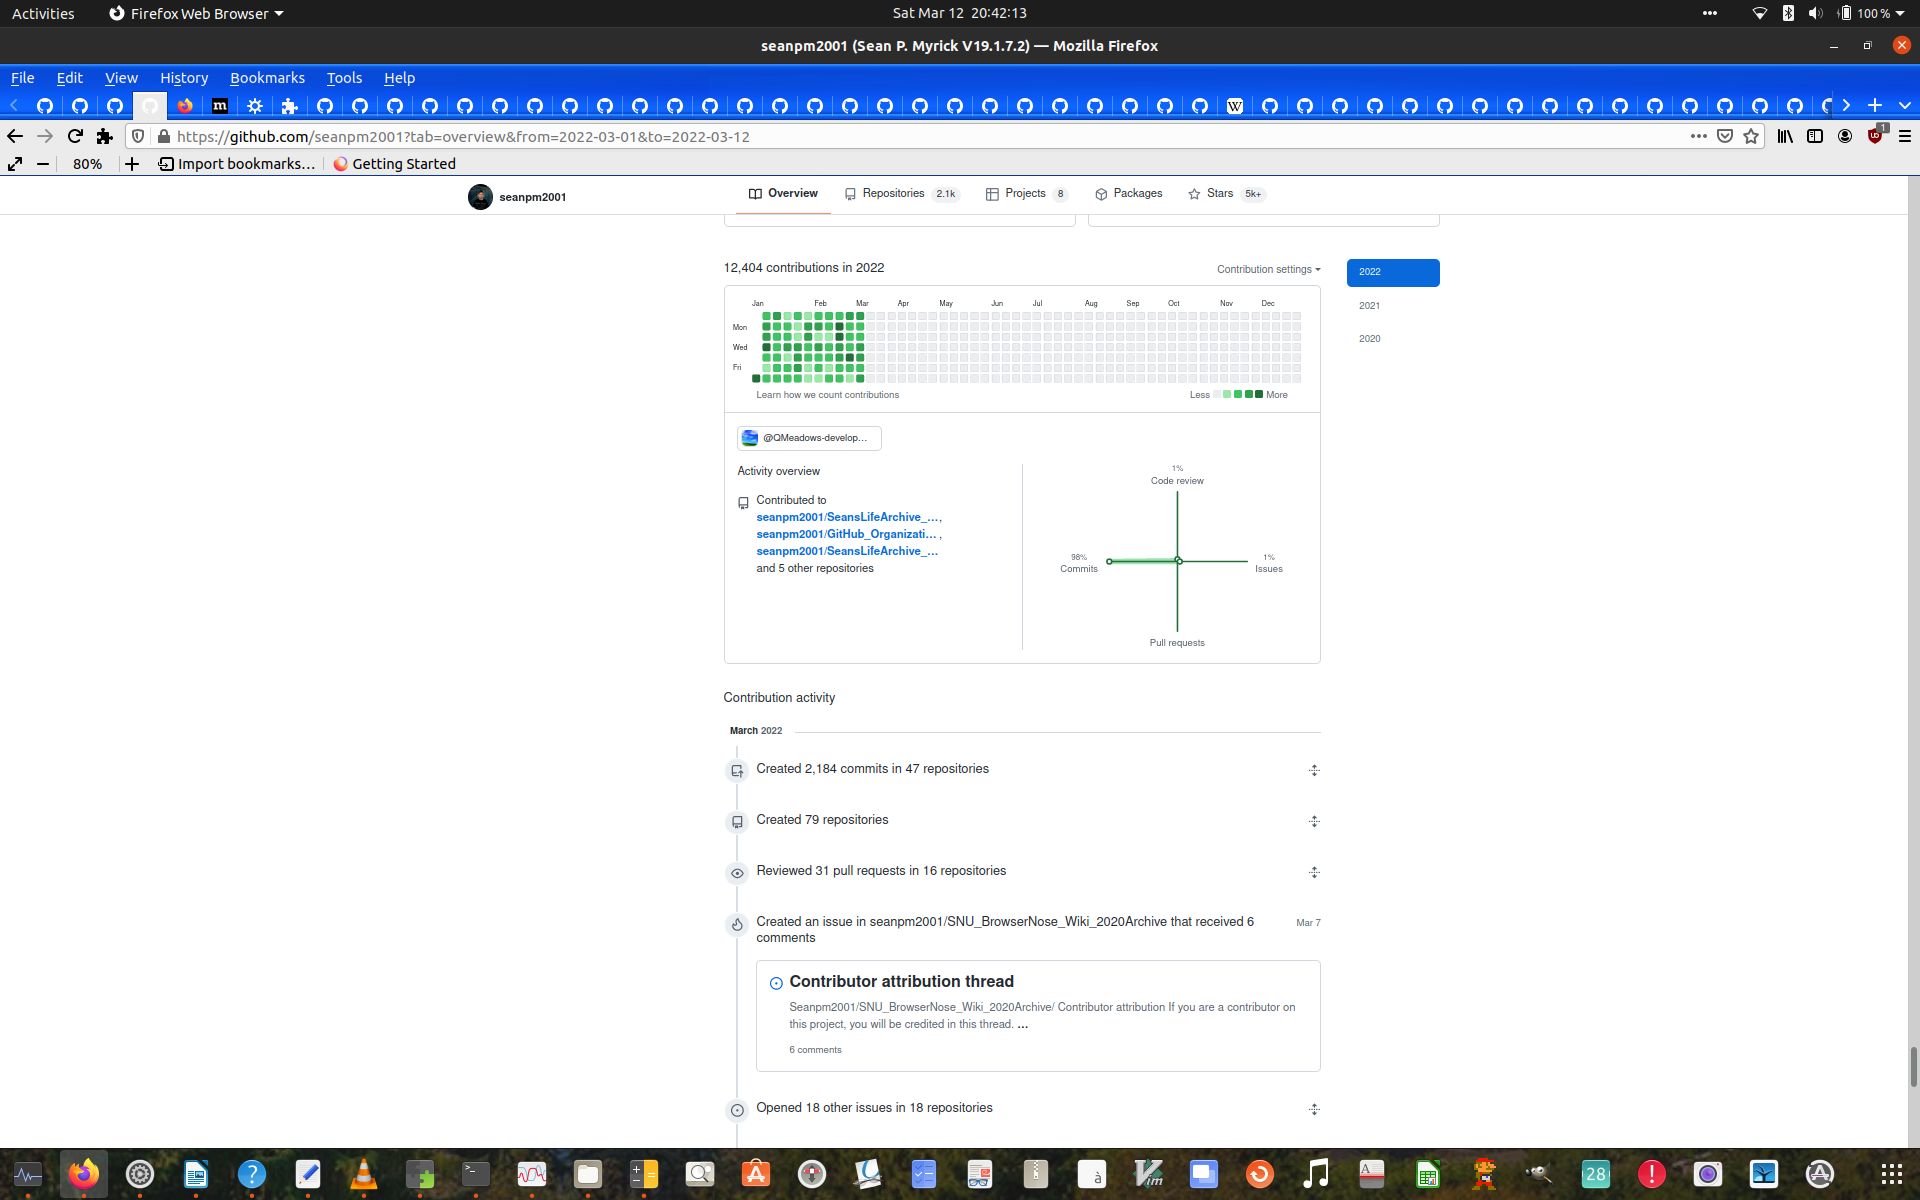 Activities
Firefox Web Browser
Sat Mar 12 20:42:13
100 %
seanpm2001 (Sean P. Myrick V19.1.7.2) — Mozilla Firefox
File Edit View History Bookmarks Tools Help
m
W
https://github.com/seanpm2001?tab=overview&from=2022-03-01&to=2022-03-12
1
80%
Import bookmarks...
Getting Started
seanpm2001
Overview
Repositories 2.1k
Projects 8
Packages
Stars 5k+
12,404 contributions in 2022
Contribution settings
2022
2021
2020
Jan Feb Mar Apr May Jun Jul Aug Sep Oct Nov Dec
Mon
Wed
Fri
Learn how we count contributions
Less More
@QMeadows-develop...
Activity overview
Contributed to
seanpm2001/SeansLifeArchive_... ,
seanpm2001/GitHub_Organizati... ,
seanpm2001/SeansLifeArchive_...
and 5 other repositories
1%
Code review
98%
Commits
1%
Issues
Pull requests
Contribution activity
March 2022
Created 2,184 commits in 47 repositories
Created 79 repositories
Reviewed 31 pull requests in 16 repositories
Created an issue in seanpm2001/SNU_BrowserNose_Wiki_2020Archive that received 6
comments
Mar 7
Contributor attribution thread
Seanpm2001/SNU_BrowserNose_Wiki_2020Archive/ Contributor attribution If you are a contributor on
this project, you will be credited in this thread. ...
6 comments
Opened 18 other issues in 18 repositories
?
>_
à
Vim
A
28
!